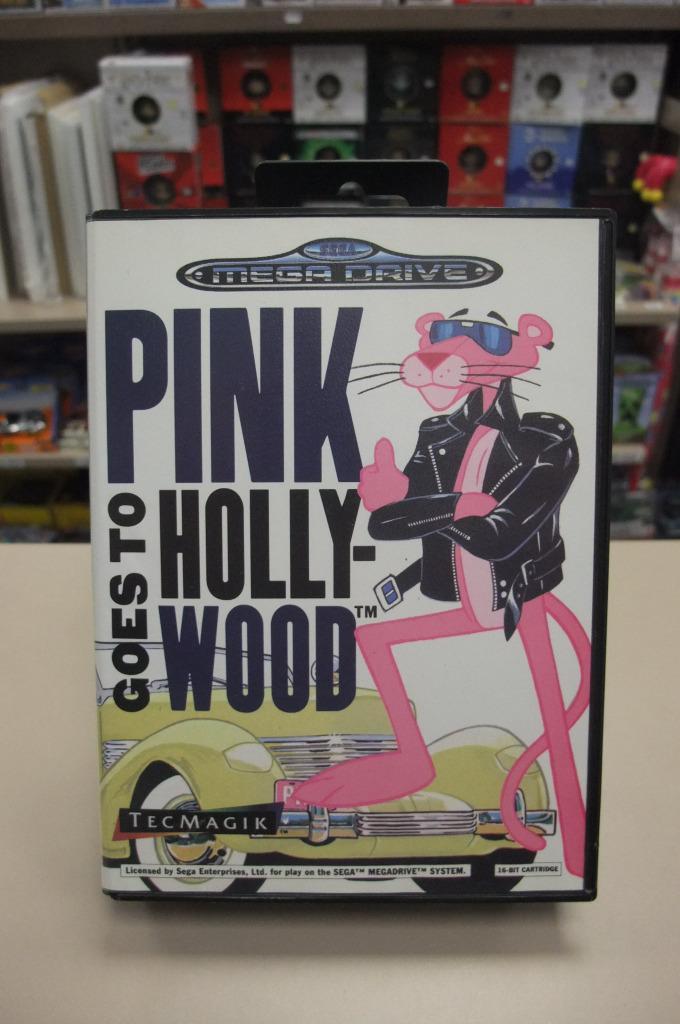 SEGA
MEGA DRIVE
PINK
GOES TO
HOLLY-
WOOD™
TECMAGIK
Licensed by Sega Enterprises, Ltd. for play on the SEGA™ MEGADRIVE™ SYSTEM.
16-BIT CARTRIDGE